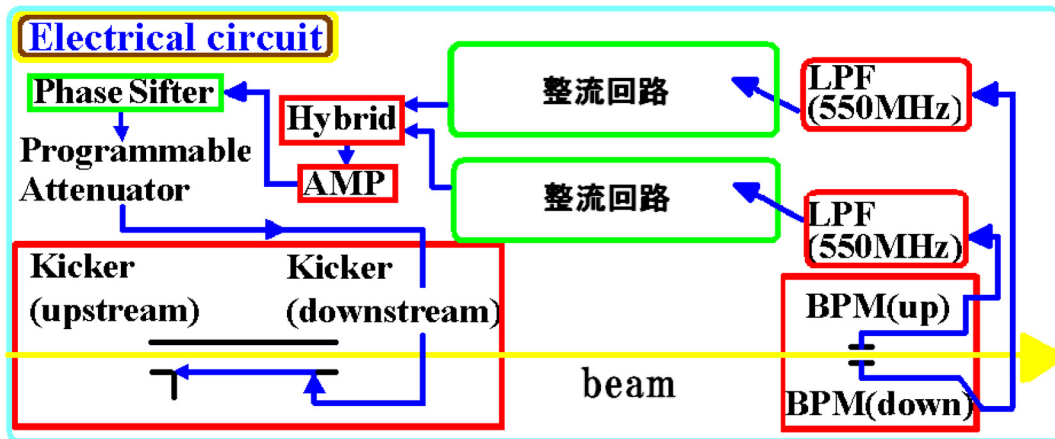 Electrical circuit
Phase Sifter
Programmable
Attenuator
Hybrid
AMP
整流回路
整流回路
LPF
(550MHz)
LPF
(550MHz)
Kicker
(upstream)
Kicker
(downstream)
BPM(up)
beam
BPM(down)